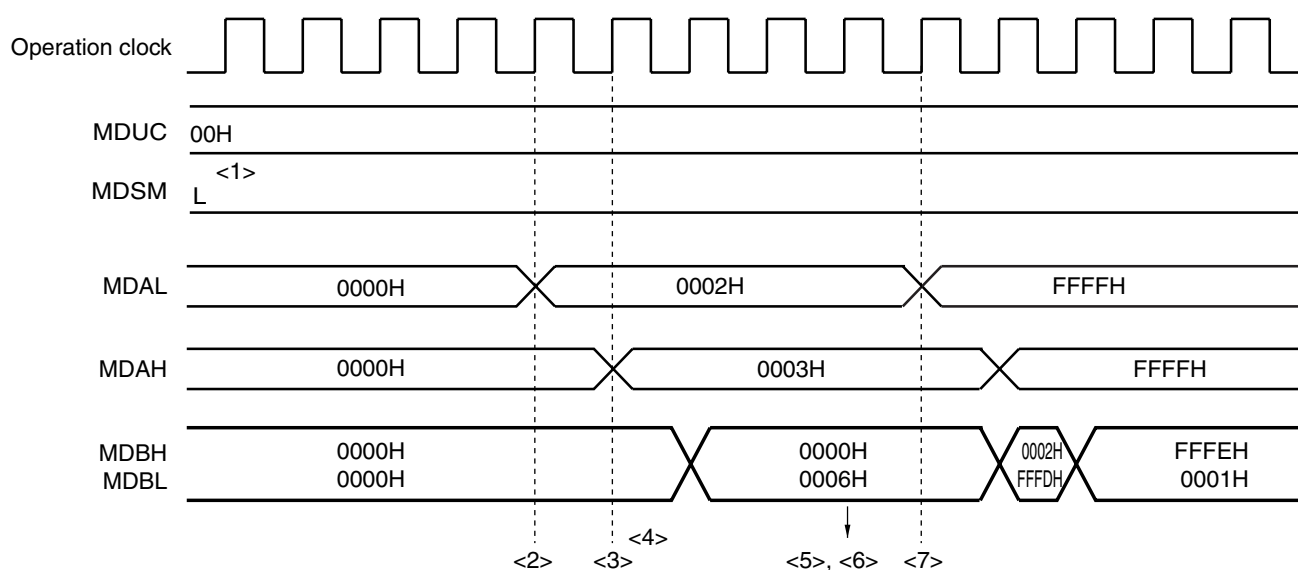 Operation clock
MDUC 00H
<1>
MDSM L
MDAL 0000H 0002H FFFFH
MDAH 0000H 0003H FFFFH
MDBH 0000H 0000H 0002H FFFEH
MDBL 0000H 0006H FFFDH 0001H
<4>
<2> <3> <5>, <6> <7>